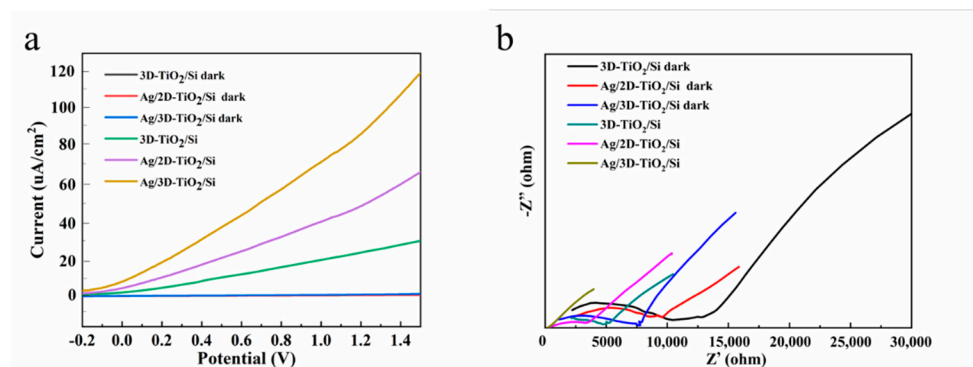 a
120
100
80
60
40
20
0
Current (uA/cm²)
3D-TiO₂/Si dark
Ag/2D-TiO₂/Si dark
Ag/3D-TiO₂/Si dark
3D-TiO₂/Si
Ag/2D-TiO₂/Si
Ag/3D-TiO₂/Si
-0.2 0.0 0.2 0.4 0.6 0.8 1.0 1.2 1.4
Potential (V)
b
-Z” (ohm)
3D-TiO₂/Si dark
Ag/2D-TiO₂/Si dark
Ag/3D-TiO₂/Si dark
3D-TiO₂/Si
Ag/2D-TiO₂/Si
Ag/3D-TiO₂/Si
0 5000 10,000 15,000 20,000 25,000 30,000
Z’ (ohm)